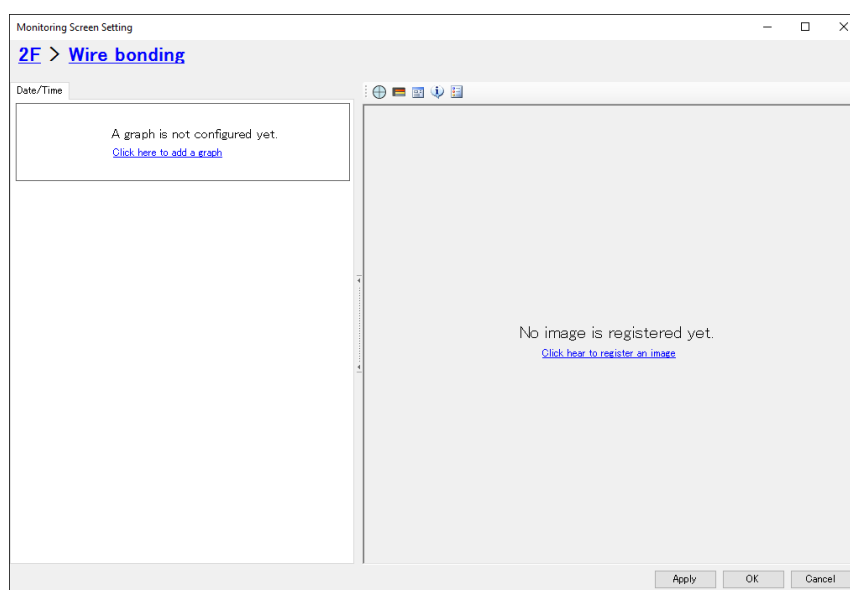 Monitoring Screen Setting
2F > Wire bonding
Date/Time
A graph is not configured yet.
Click here to add a graph
No image is registered yet.
Click hear to register an image
Apply OK Cancel